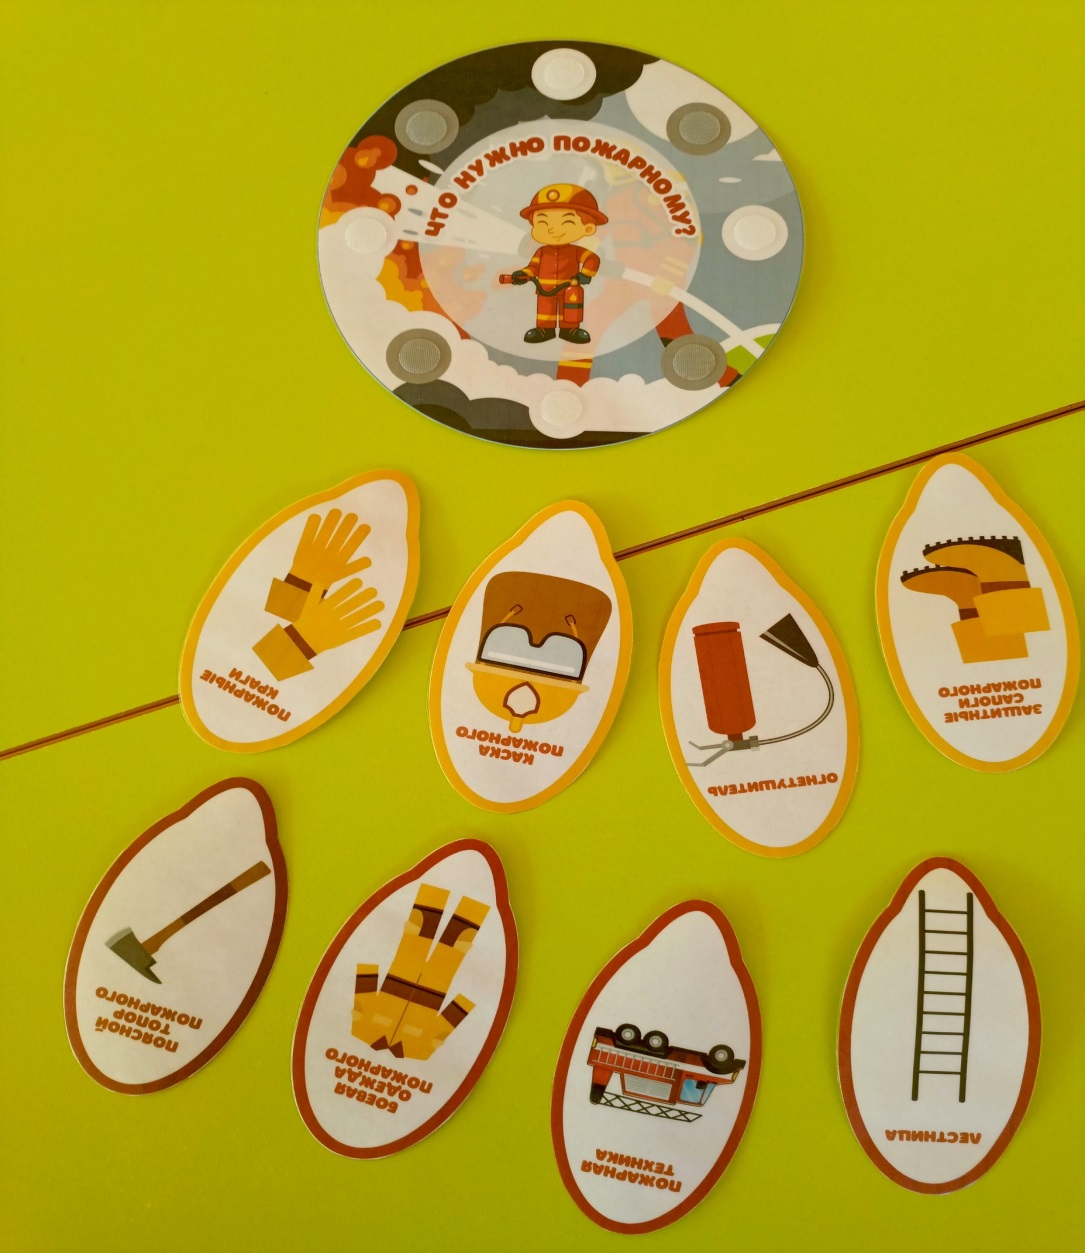 ЧТО НУЖНО ПОЖАРНОМУ?
ПОЖАРНЫЕ
КРАГИ
КАСКА
ПОЖАРНОГО
ОГНЕТУШИТЕЛЬ
ЗАЩИТНЫЕ
САПОГИ
ПОЖАРНОГО
ПОЯСНОЙ
ТОПОР
ПОЖАРНОГО
БОЕВАЯ
ОДЕЖДА
ПОЖАРНОГО
ПОЖАРНАЯ
ТЕХНИКА
ЛЕСТНИЦА